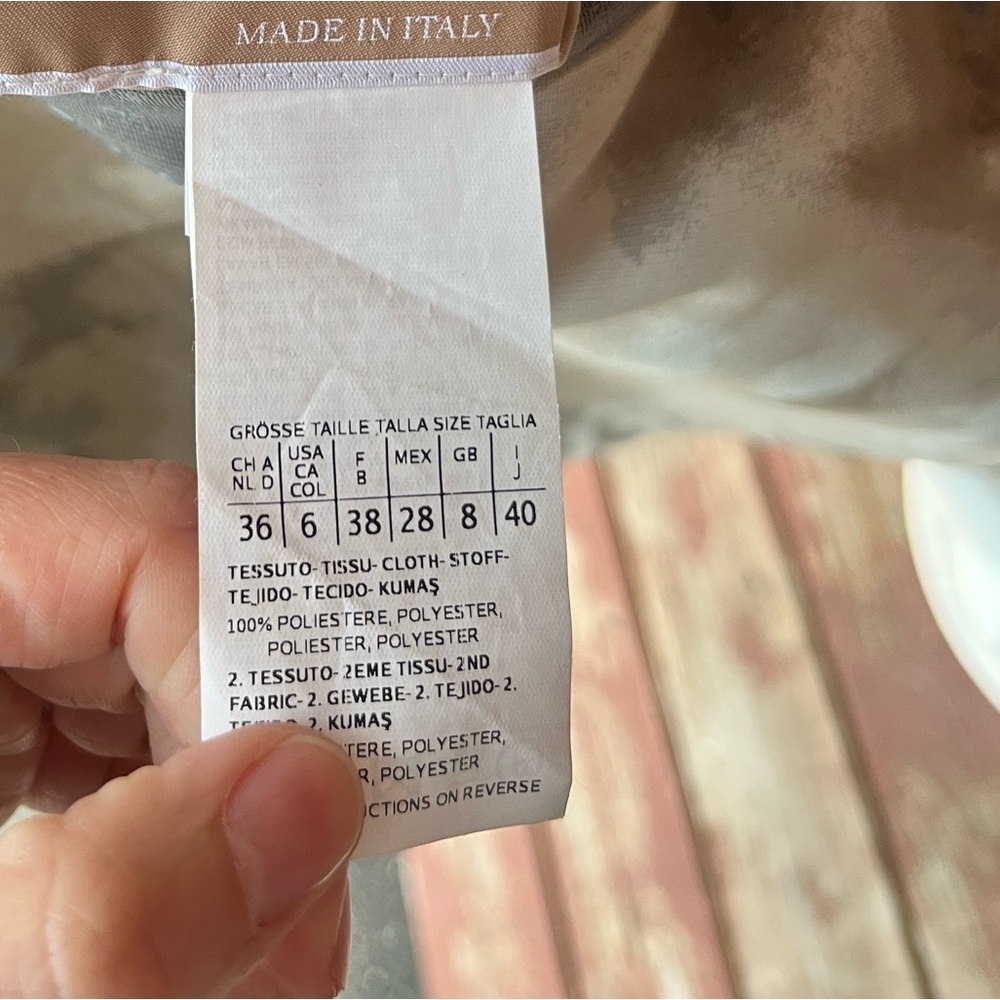 MADE IN ITALY
GRÖSSE TAILLE TALLA SIZE TAGLIA
CH A NL D USA CA COL F B MEX GB I J
36 6 38 28 8 40
TESSUTO- TISSU- CLOTH- STOFF-
TEJIDO- TECIDO- KUMAŞ
100% POLIESTERE, POLYESTER,
POLIESTER, POLYESTER
2. TESSUTO- 2EME TISSU- 2ND
FABRIC- 2. GEWEBE- 2. TEJIDO- 2.
2. KUMAŞ
POLYESTER,
POLYESTER
ON REVERSE